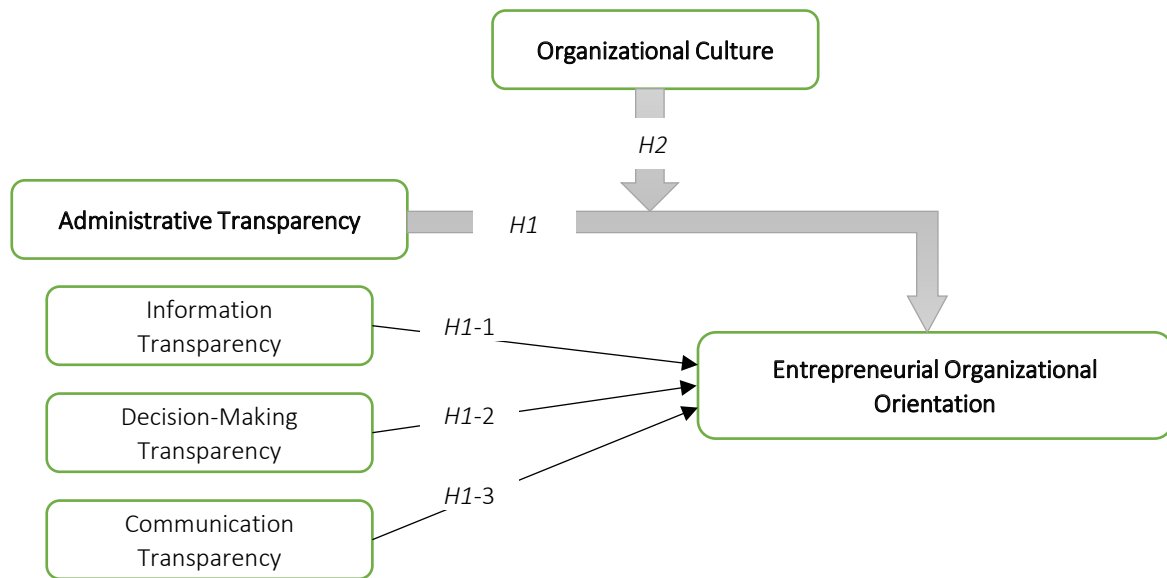 Organizational Culture
H2
Administrative Transparency
H1
Information
Transparency
H1-1
Decision-Making
Transparency
H1-2
Communication
Transparency
H1-3
Entrepreneurial Organizational
Orientation